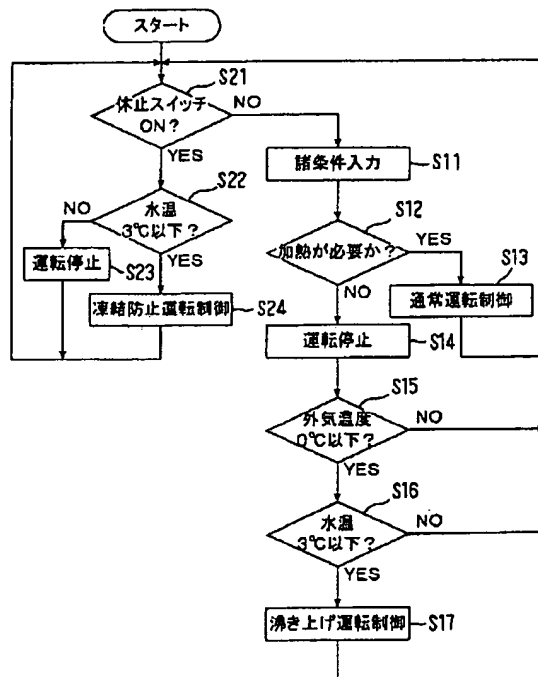 スタート
S21
休止スイッチ
ON?
NO
YES
S22
水温
3℃以下?
NO
YES
運転停止
S23
凍結防止運転制御
S24
諸条件入力
S11
S12
加熱が必要か?
YES
NO
S13
通常運転制御
運転停止
S14
S15
外気温度
0℃以下?
NO
YES
S16
水温
3℃以下?
NO
YES
沸き上げ運転制御
S17